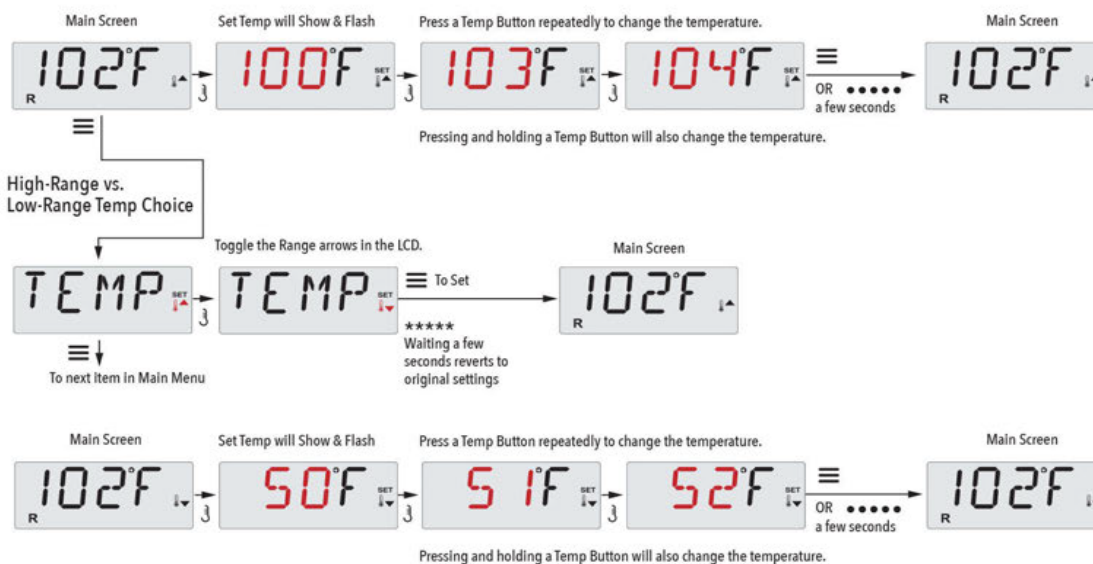 Main Screen
Set Temp will Show & Flash
Press a Temp Button repeatedly to change the temperature.
Main Screen
102°F
R
100°F
SET
103°F
SET
104°F
SET
OR •••••
a few seconds
102°F
R
Pressing and holding a Temp Button will also change the temperature.
High-Range vs.
Low-Range Temp Choice
Toggle the Range arrows in the LCD.
Main Screen
TEMP
SET
TEMP
SET
To Set
*****
Waiting a few
seconds reverts to
original settings
102°F
R
To next item in Main Menu
Main Screen
Set Temp will Show & Flash
Press a Temp Button repeatedly to change the temperature.
Main Screen
102°F
R
50°F
SET
51°F
SET
52°F
SET
OR •••••
a few seconds
102°F
R
Pressing and holding a Temp Button will also change the temperature.